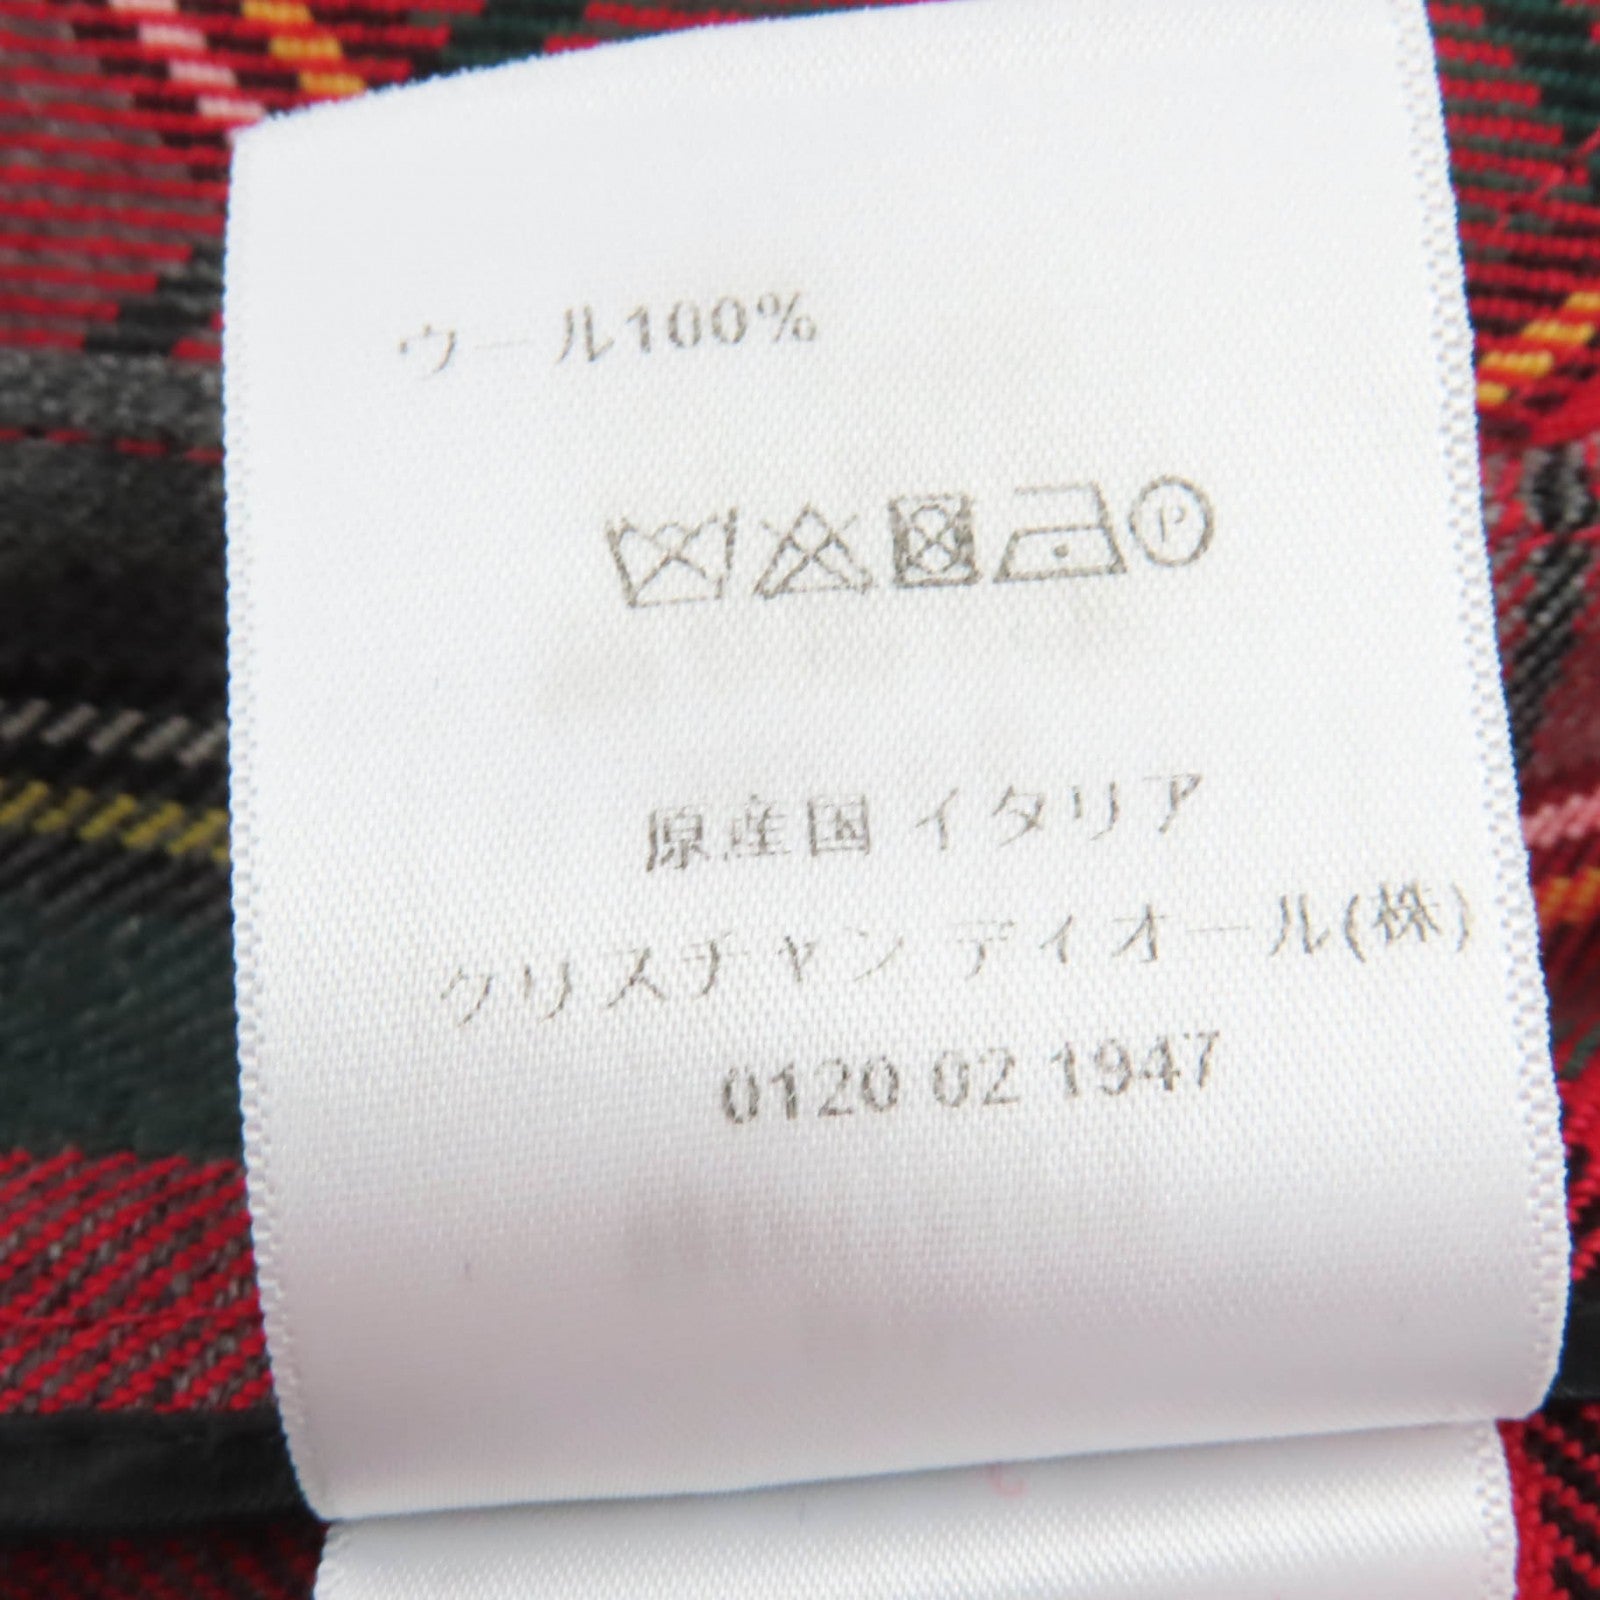 ウール100%
P
原産国 イタリア
クリスチャン ディオール(株)
0120 02 1947